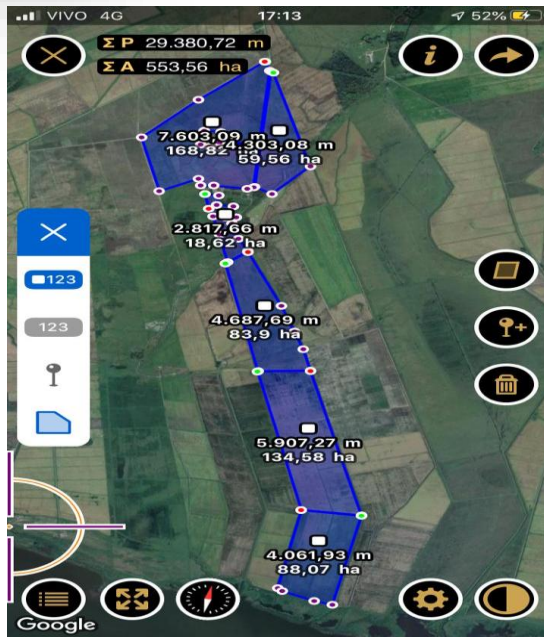 VIVO 4G 17:13 52%
Σ P 29.380,72 m
Σ A 553,56 ha
7.603,09 m
168,82 ha
4.303,08 m
59,56 ha
2.817,66 m
18,62 ha
123
123
4.687,69 m
83,9 ha
5.907,27 m
134,58 ha
4.061,93 m
88,07 ha
Google